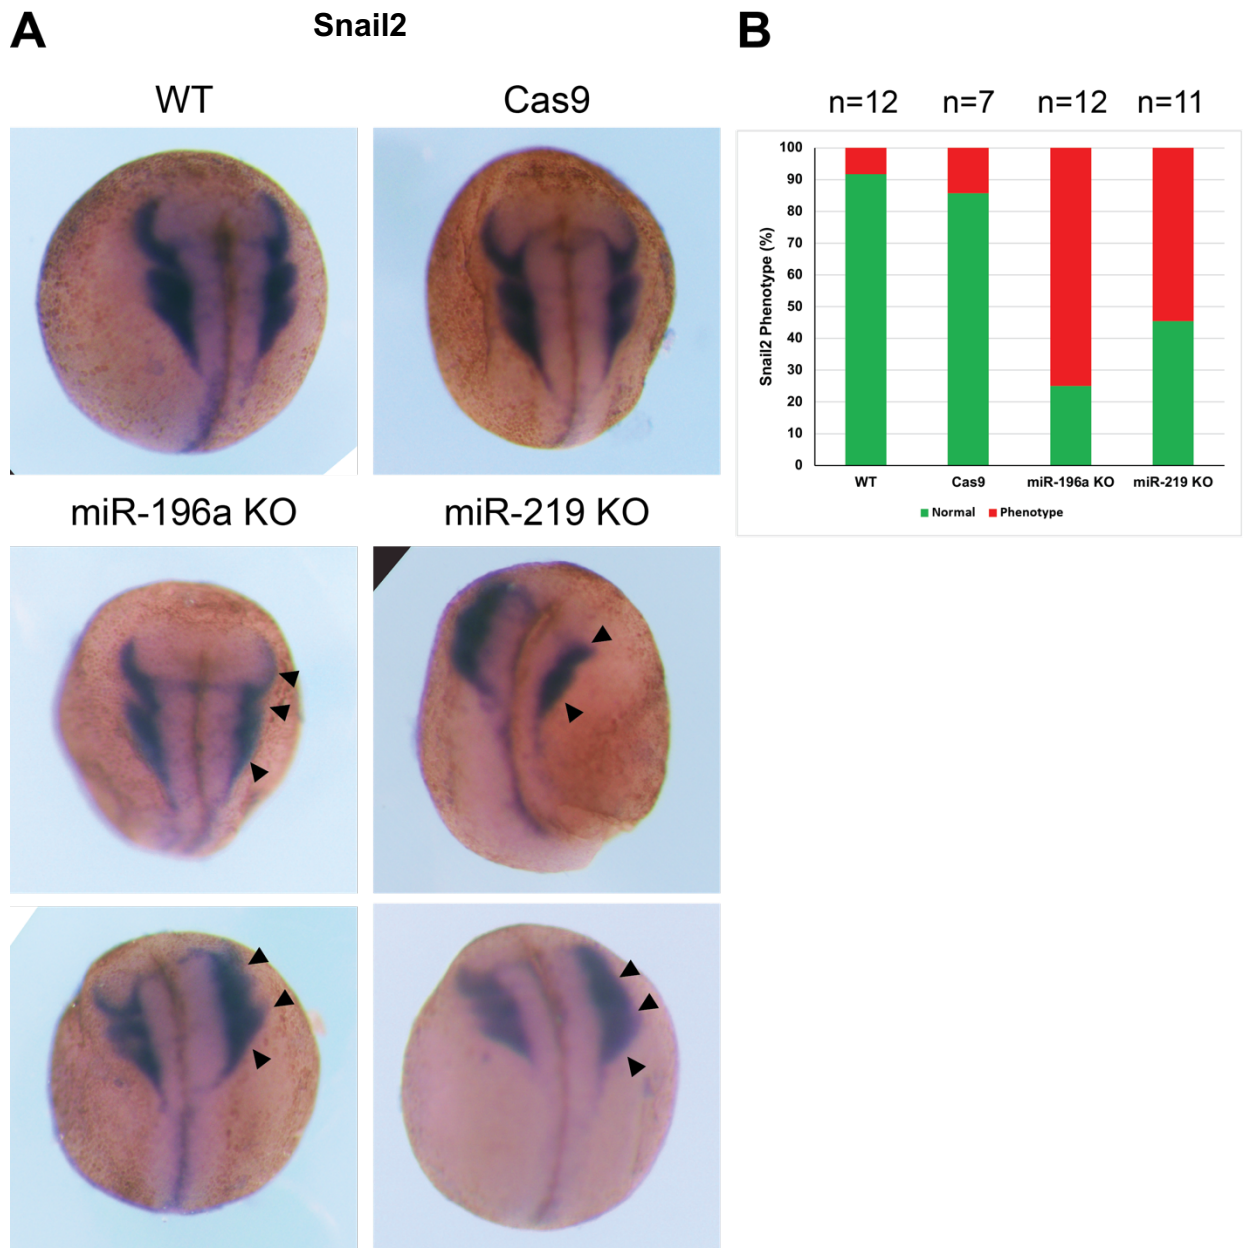 A
Snail2
B
WT
Cas9
n=12 n=7 n=12 n=11
miR-196a KO
miR-219 KO
Snail2 Phenotype (%)
100
90
80
70
60
50
40
30
20
10
0
WT Cas9 miR-196a KO miR-219 KO
Normal Phenotype